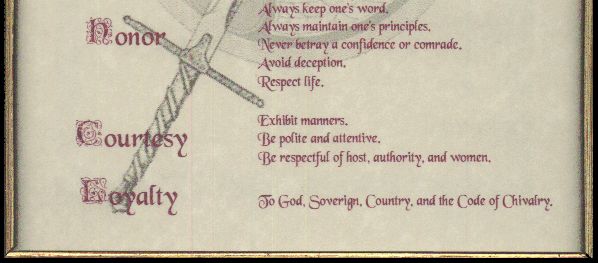 Always keep one's word.
Honor
Always maintain one's principles.
Never betray a confidence or comrade.
Avoid deception.
Respect life.
Exhibit manners.
Courtesy
Be polite and attentive.
Be respectful of host, authority, and women.
Loyalty
To God, Soverign, Country, and the Code of Chivalry.